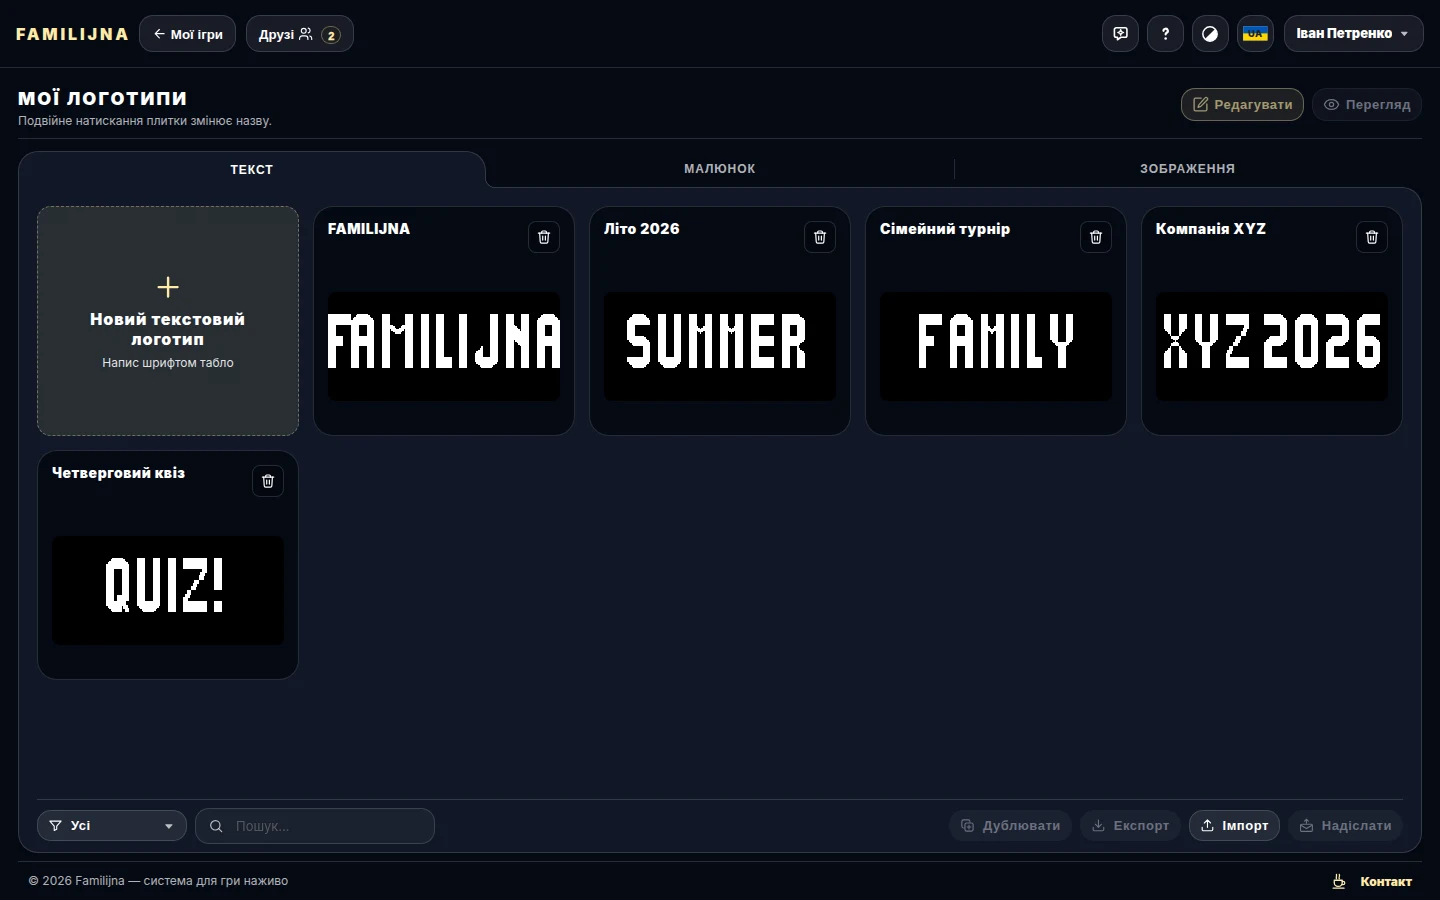 FAMILIJNA
← Мої ігри
Друзі 2
?
UA
Іван Петренко
МОЇ ЛОГОТИПИ
Подвійне натискання плитки змінює назву.
Редагувати
Перегляд
ТЕКСТ
МАЛЮНОК
ЗОБРАЖЕННЯ
Новий текстовий
логотип
Напис шрифтом табло
FAMILIJNA
FAMILIJNA
Літо 2026
SUMMER
Сімейний турнір
FAMILY
Компанія XYZ
XYZ 2026
Четверговий квіз
QUIZ!
Усі
Пошук...
Дублювати
Експорт
Імпорт
Надіслати
© 2026 Familijna — система для гри наживо
Контакт